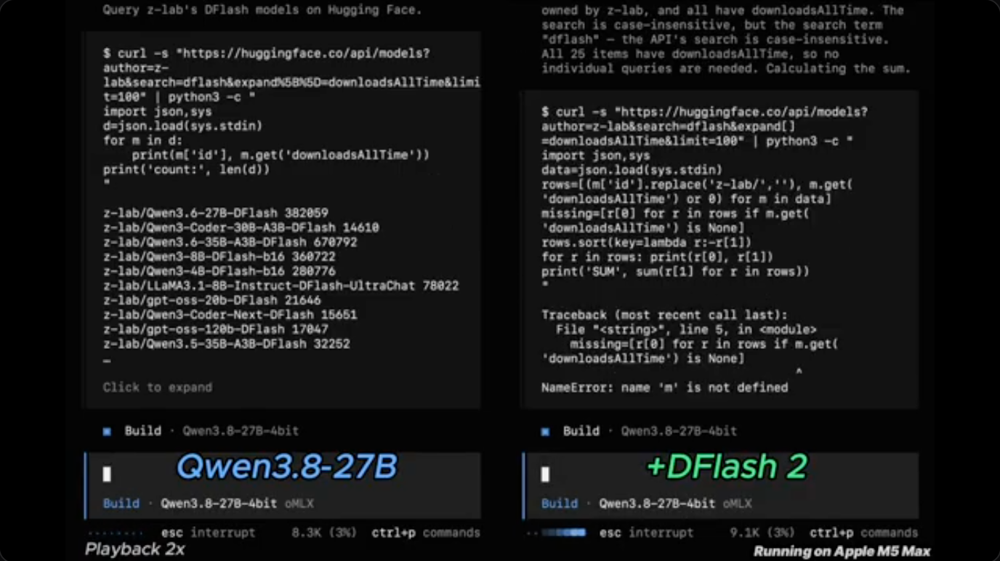 Query z-lab's DFlash models on Hugging Face.
$ curl -s "https://huggingface.co/api/models?
author=z-
lab&search=dflash&expand%5B%5D=downloadsAllTime&limi
t=100" | python3 -c "
import json,sys
d=json.load(sys.stdin)
for m in d:
    print(m['id'], m.get('downloadsAllTime'))
print('count:', len(d))
"
z-lab/Qwen3.6-27B-DFlash 382059
z-lab/Qwen3-Coder-30B-A3B-DFlash 14610
z-lab/Qwen3.6-35B-A3B-DFlash 670792
z-lab/Qwen3-8B-DFlash-b16 360722
z-lab/Qwen3-4B-DFlash-b16 280776
z-lab/LLaMA3.1-8B-Instruct-DFlash-UltraChat 78022
z-lab/gpt-oss-20b-DFlash 21646
z-lab/Qwen3-Coder-Next-DFlash 15651
z-lab/gpt-oss-120b-DFlash 17047
z-lab/Qwen3.5-35B-A3B-DFlash 32252
…
Click to expand
Build · Qwen3.8-27B-4bit
Qwen3.8-27B
Build · Qwen3.8-27B-4bit oMLX
esc interrupt 8.3K (3%) ctrl+p commands
Playback 2x
owned by z-lab, and all have downloadsAllTime. The
search is case-insensitive, but the search term
"dflash" — the API's search is case-insensitive.
All 25 items have downloadsAllTime, so no
individual queries are needed. Calculating the sum.
$ curl -s "https://huggingface.co/api/models?
author=z-lab&search=dflash&expand[]
=downloadsAllTime&limit=100" | python3 -c "
import json,sys
data=json.load(sys.stdin)
rows=[(m['id'].replace('z-lab/',''), m.get(
'downloadsAllTime') or 0) for m in data]
missing=[r[0] for r in rows if m.get(
'downloadsAllTime') is None]
rows.sort(key=lambda r:-r[1])
for r in rows: print(r[0], r[1])
print('SUM', sum(r[1] for r in rows))
"
Traceback (most recent call last):
  File "<string>", line 5, in <module>
    missing=[r[0] for r in rows if m.get(
'downloadsAllTime') is None]
^
NameError: name 'm' is not defined
Build · Qwen3.8-27B-4bit
+DFlash 2
Build · Qwen3.8-27B-4bit oMLX
esc interrupt 9.1K (3%) ctrl+p commands
Running on Apple M5 Max